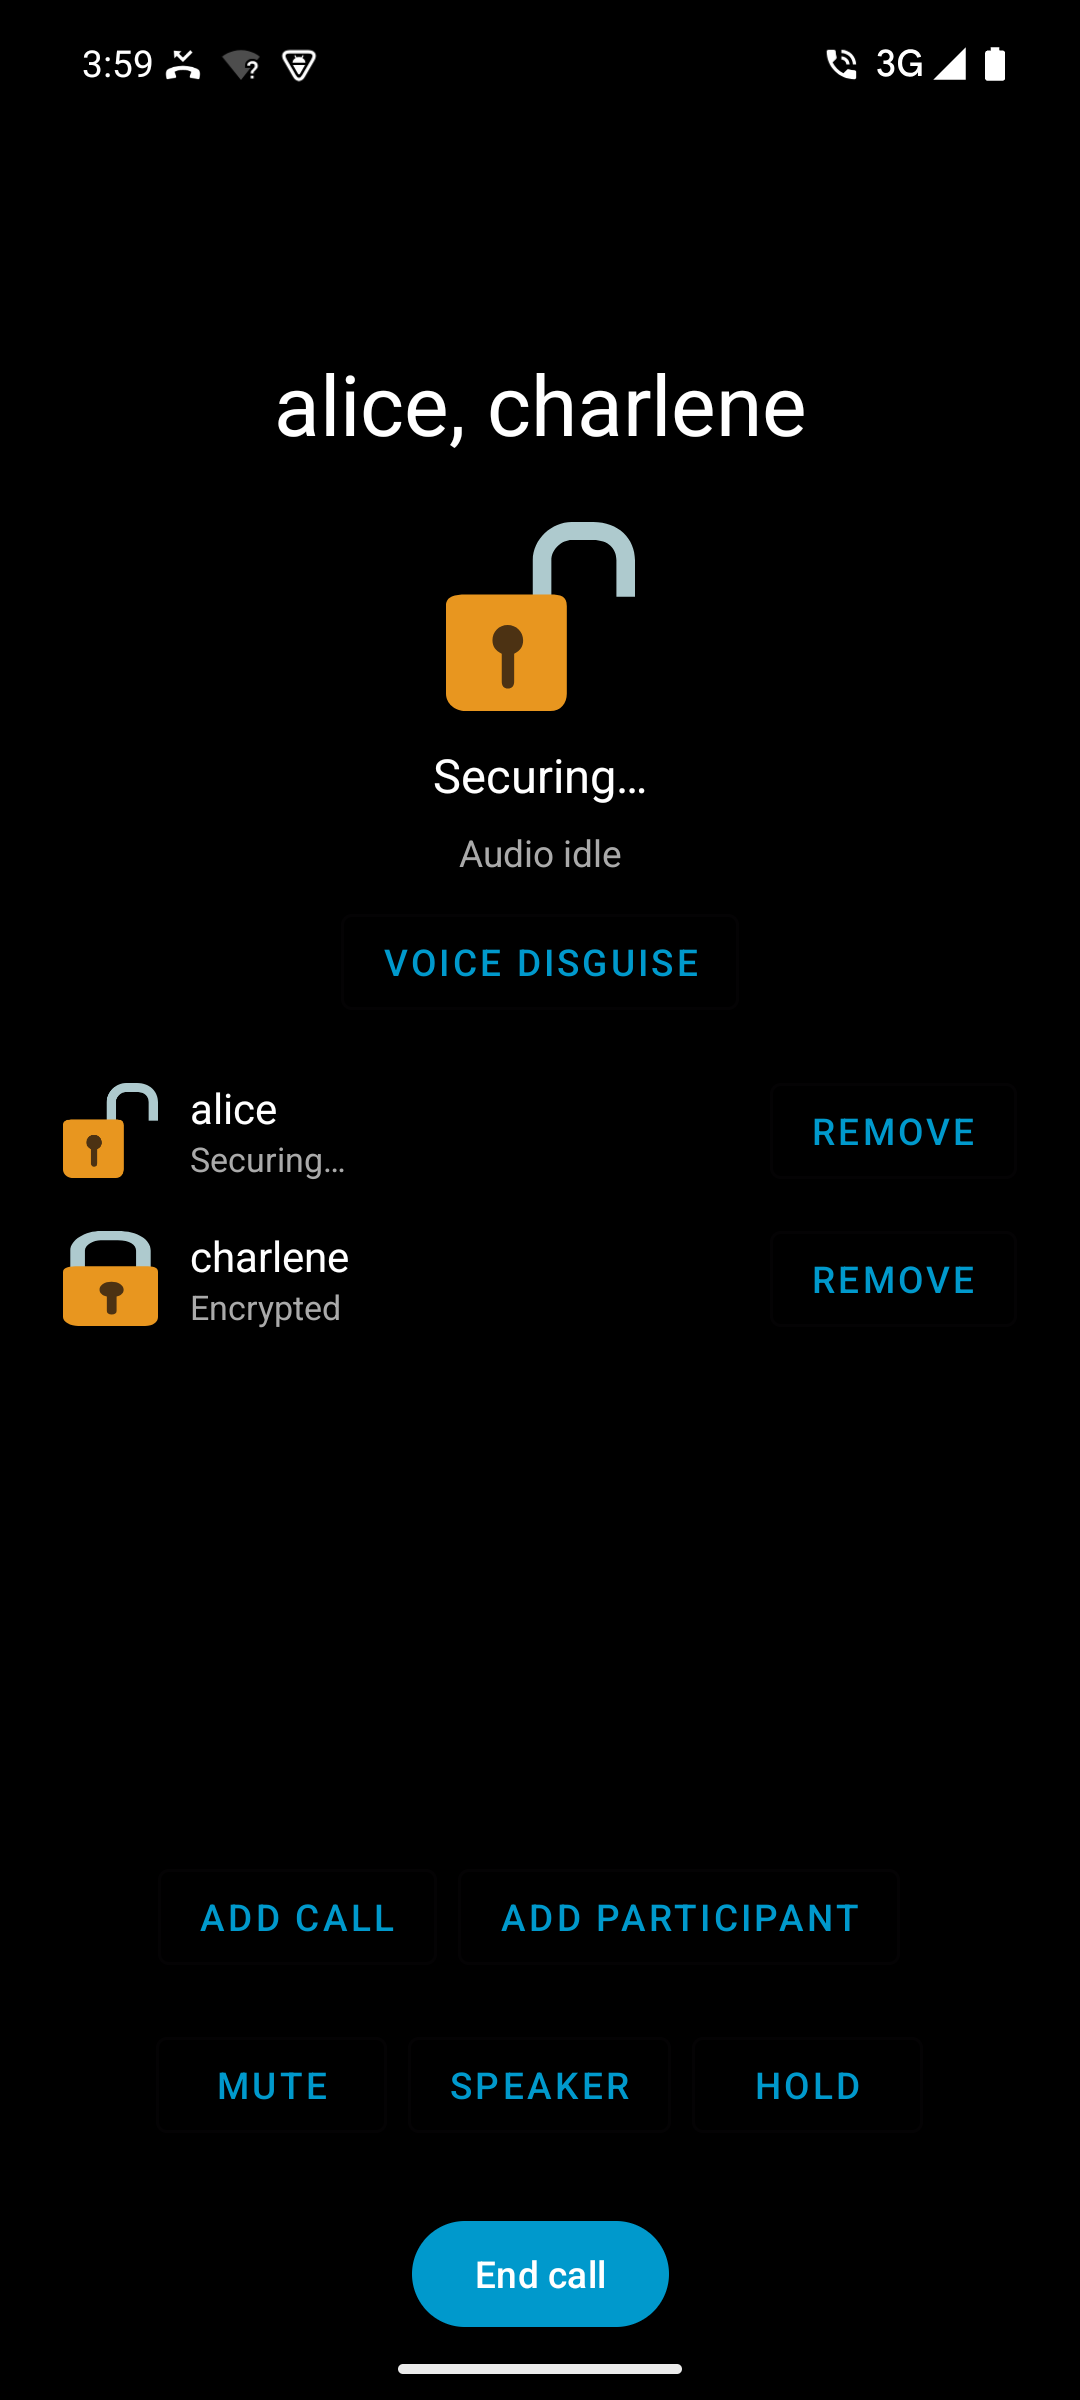 3:59
3G
alice, charlene
Securing…
Audio idle
VOICE DISGUISE
alice
Securing…
REMOVE
charlene
Encrypted
REMOVE
ADD CALL
ADD PARTICIPANT
MUTE
SPEAKER
HOLD
End call